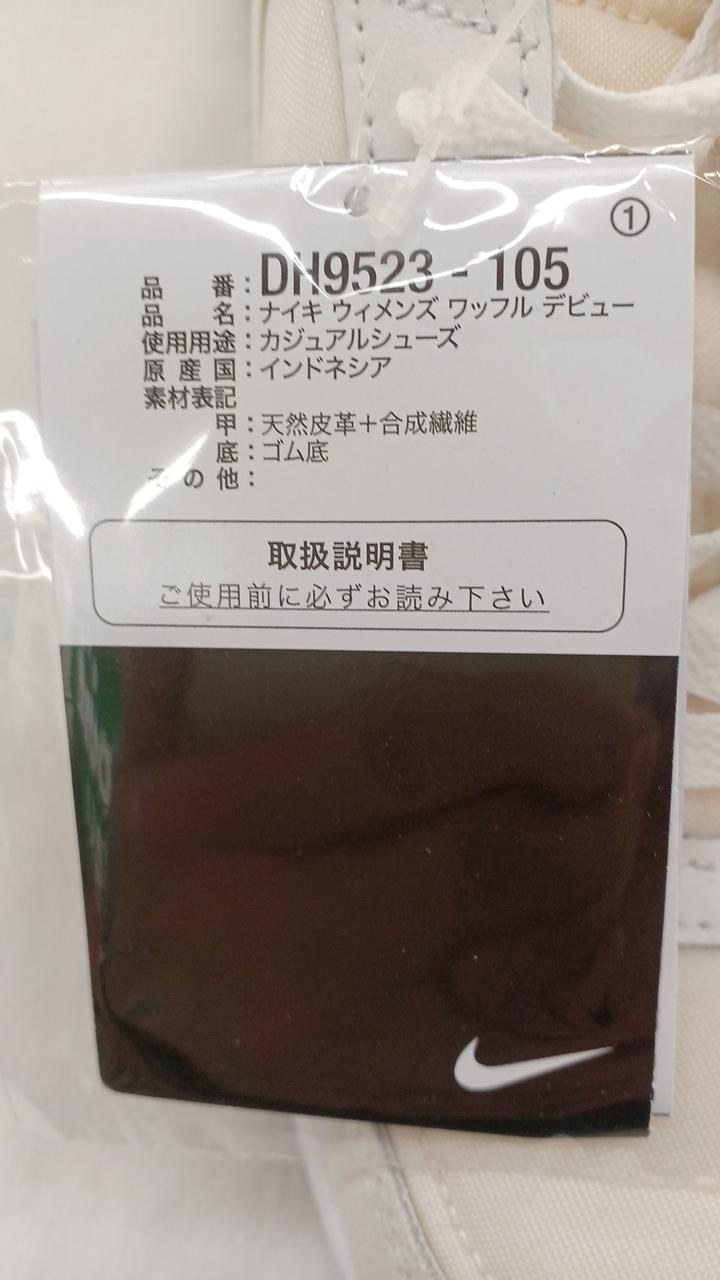 ①
品番：DH9523 - 105
品名：ナイキ ウィメンズ ワッフル デビュー
使用用途：カジュアルシューズ
原産国：インドネシア
素材表記
甲：天然皮革＋合成繊維
底：ゴム底
その他：
取扱説明書
ご使用前に必ずお読み下さい